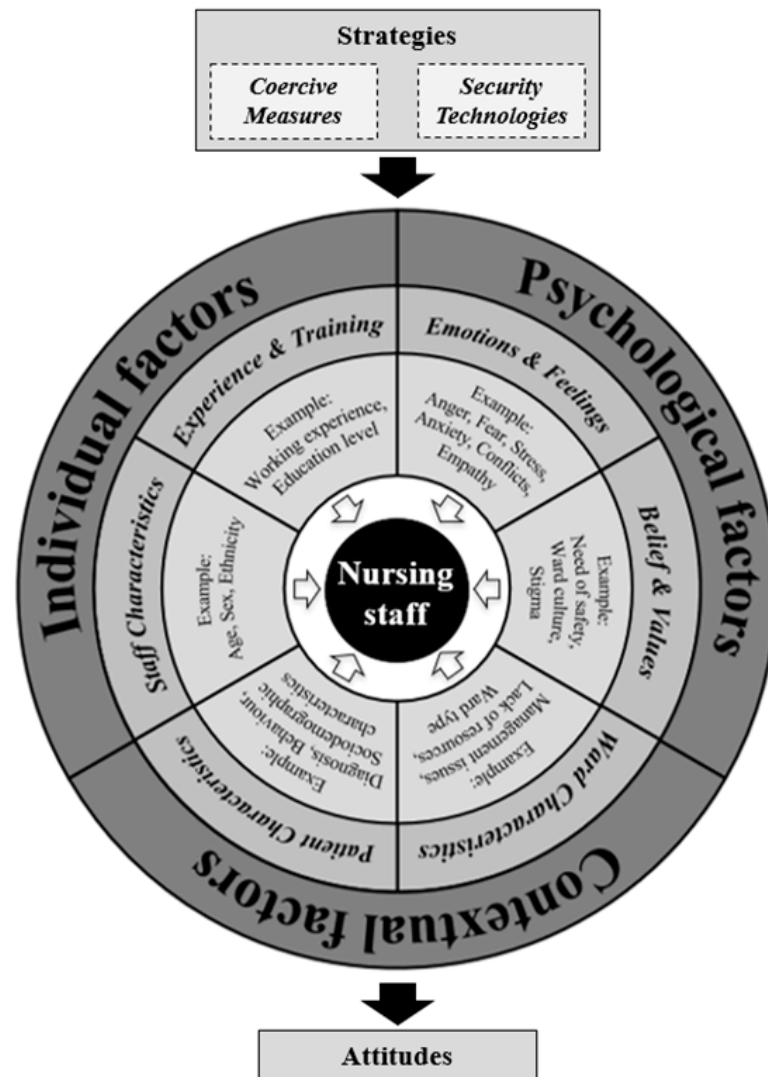 Strategies
Coercive
Measures
Security
Technologies
Individual factors
Psychological factors
Contextual factors
Experience & Training
Example:
Working experience,
Education level
Emotions & Feelings
Example:
Anger, Fear, Stress,
Anxiety, Conflicts,
Empathy
Staff Characteristics
Example:
Age, Sex, Ethnicity
Belief & Values
Example:
Need of safety,
Ward culture,
Stigma
Patient Characteristics
Example:
Diagnosis, Behaviour,
Sociodemographic
characteristics
Ward Characteristics
Example:
Management issues,
Lack of resources,
Ward type
Nursing
staff
Attitudes